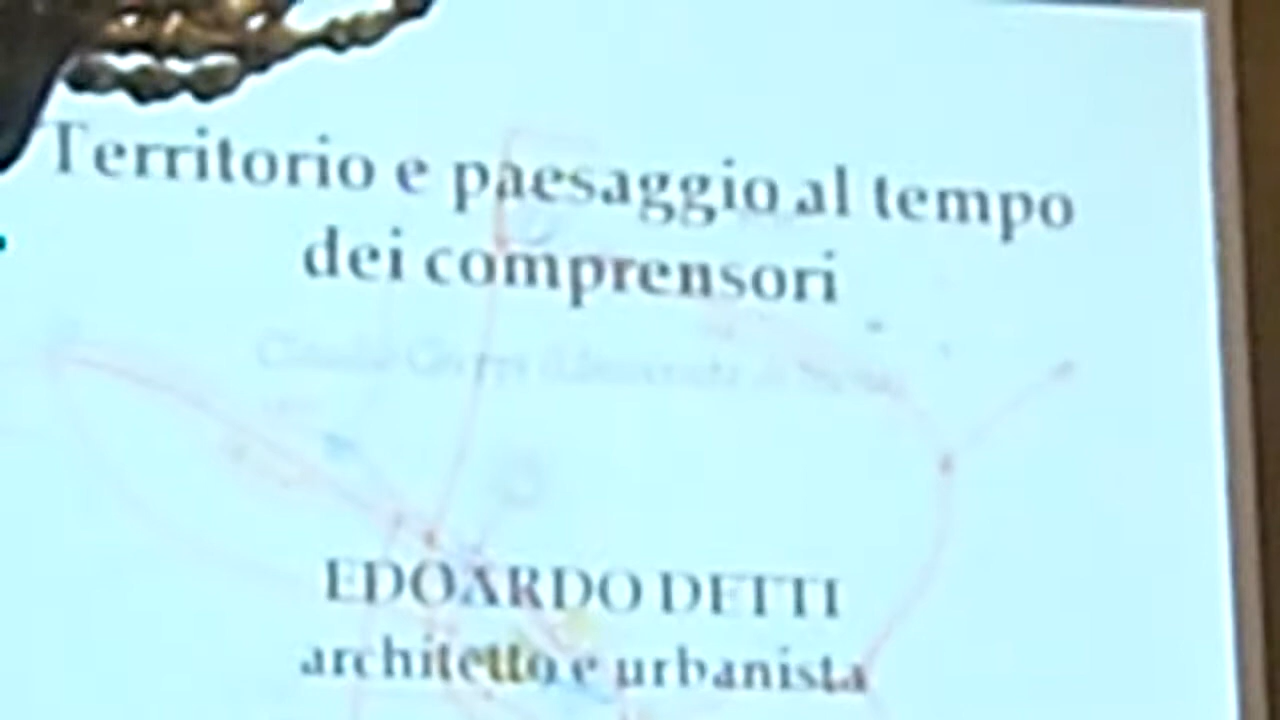 Territorio e paesaggio al tempo
dei comprensori
EDOARDO DETTI
architetto e urbanista